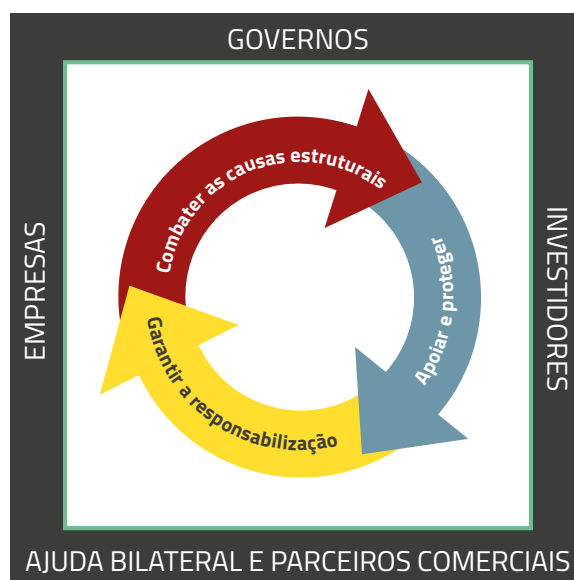 GOVERNOS
EMPRESAS
Combater as causas estruturais
Apoiar e proteger
Garantir a responsabilização
INVESTIDORES
AJUDA BILATERAL E PARCEIROS COMERCIAIS